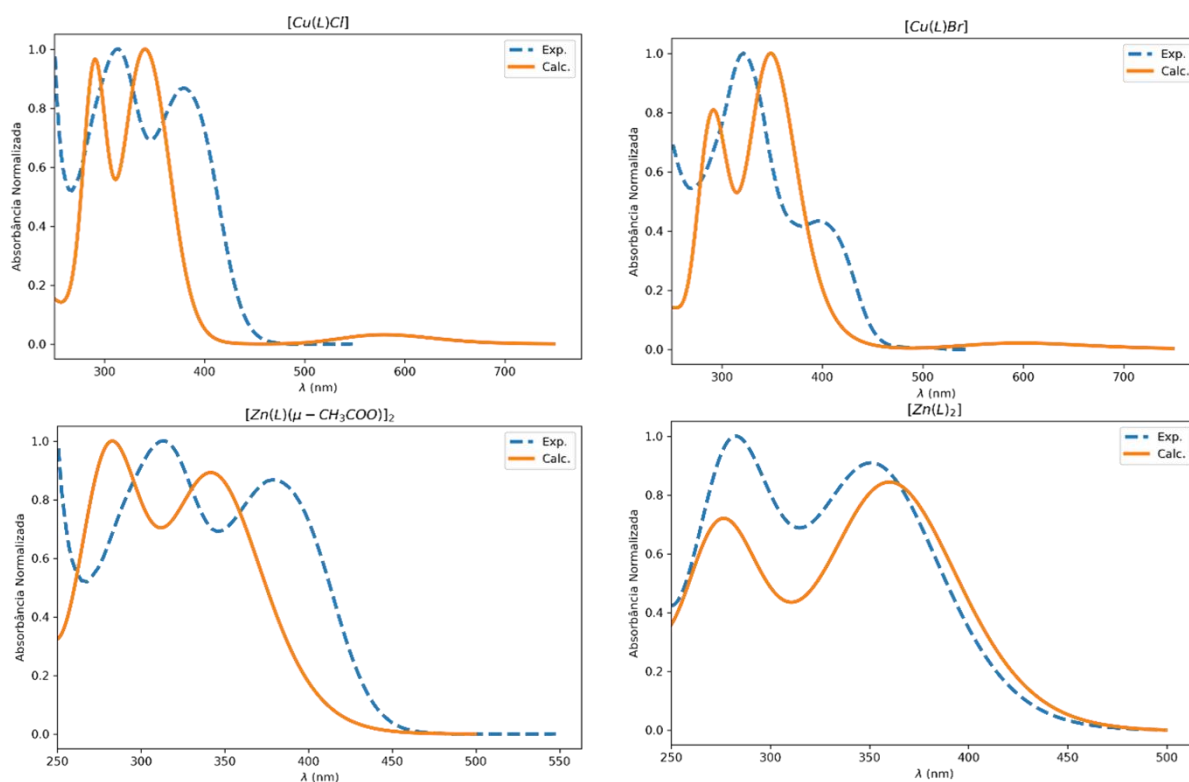 [Cu(L)Cl]
Absorbância Normalizada
1.0
0.8
0.6
0.4
0.2
0.0
Exp.
Calc.
300 400 500 600 700
λ (nm)
[Cu(L)Br]
Absorbância Normalizada
1.0
0.8
0.6
0.4
0.2
0.0
Exp.
Calc.
300 400 500 600 700
λ (nm)
[Zn(L)(μ − CH₃COO)]₂
Absorbância Normalizada
1.0
0.8
0.6
0.4
0.2
0.0
Exp.
Calc.
250 300 350 400 450 500 550
λ (nm)
[Zn(L)₂]
Absorbância Normalizada
1.0
0.8
0.6
0.4
0.2
0.0
Exp.
Calc.
250 300 350 400 450 500
λ (nm)